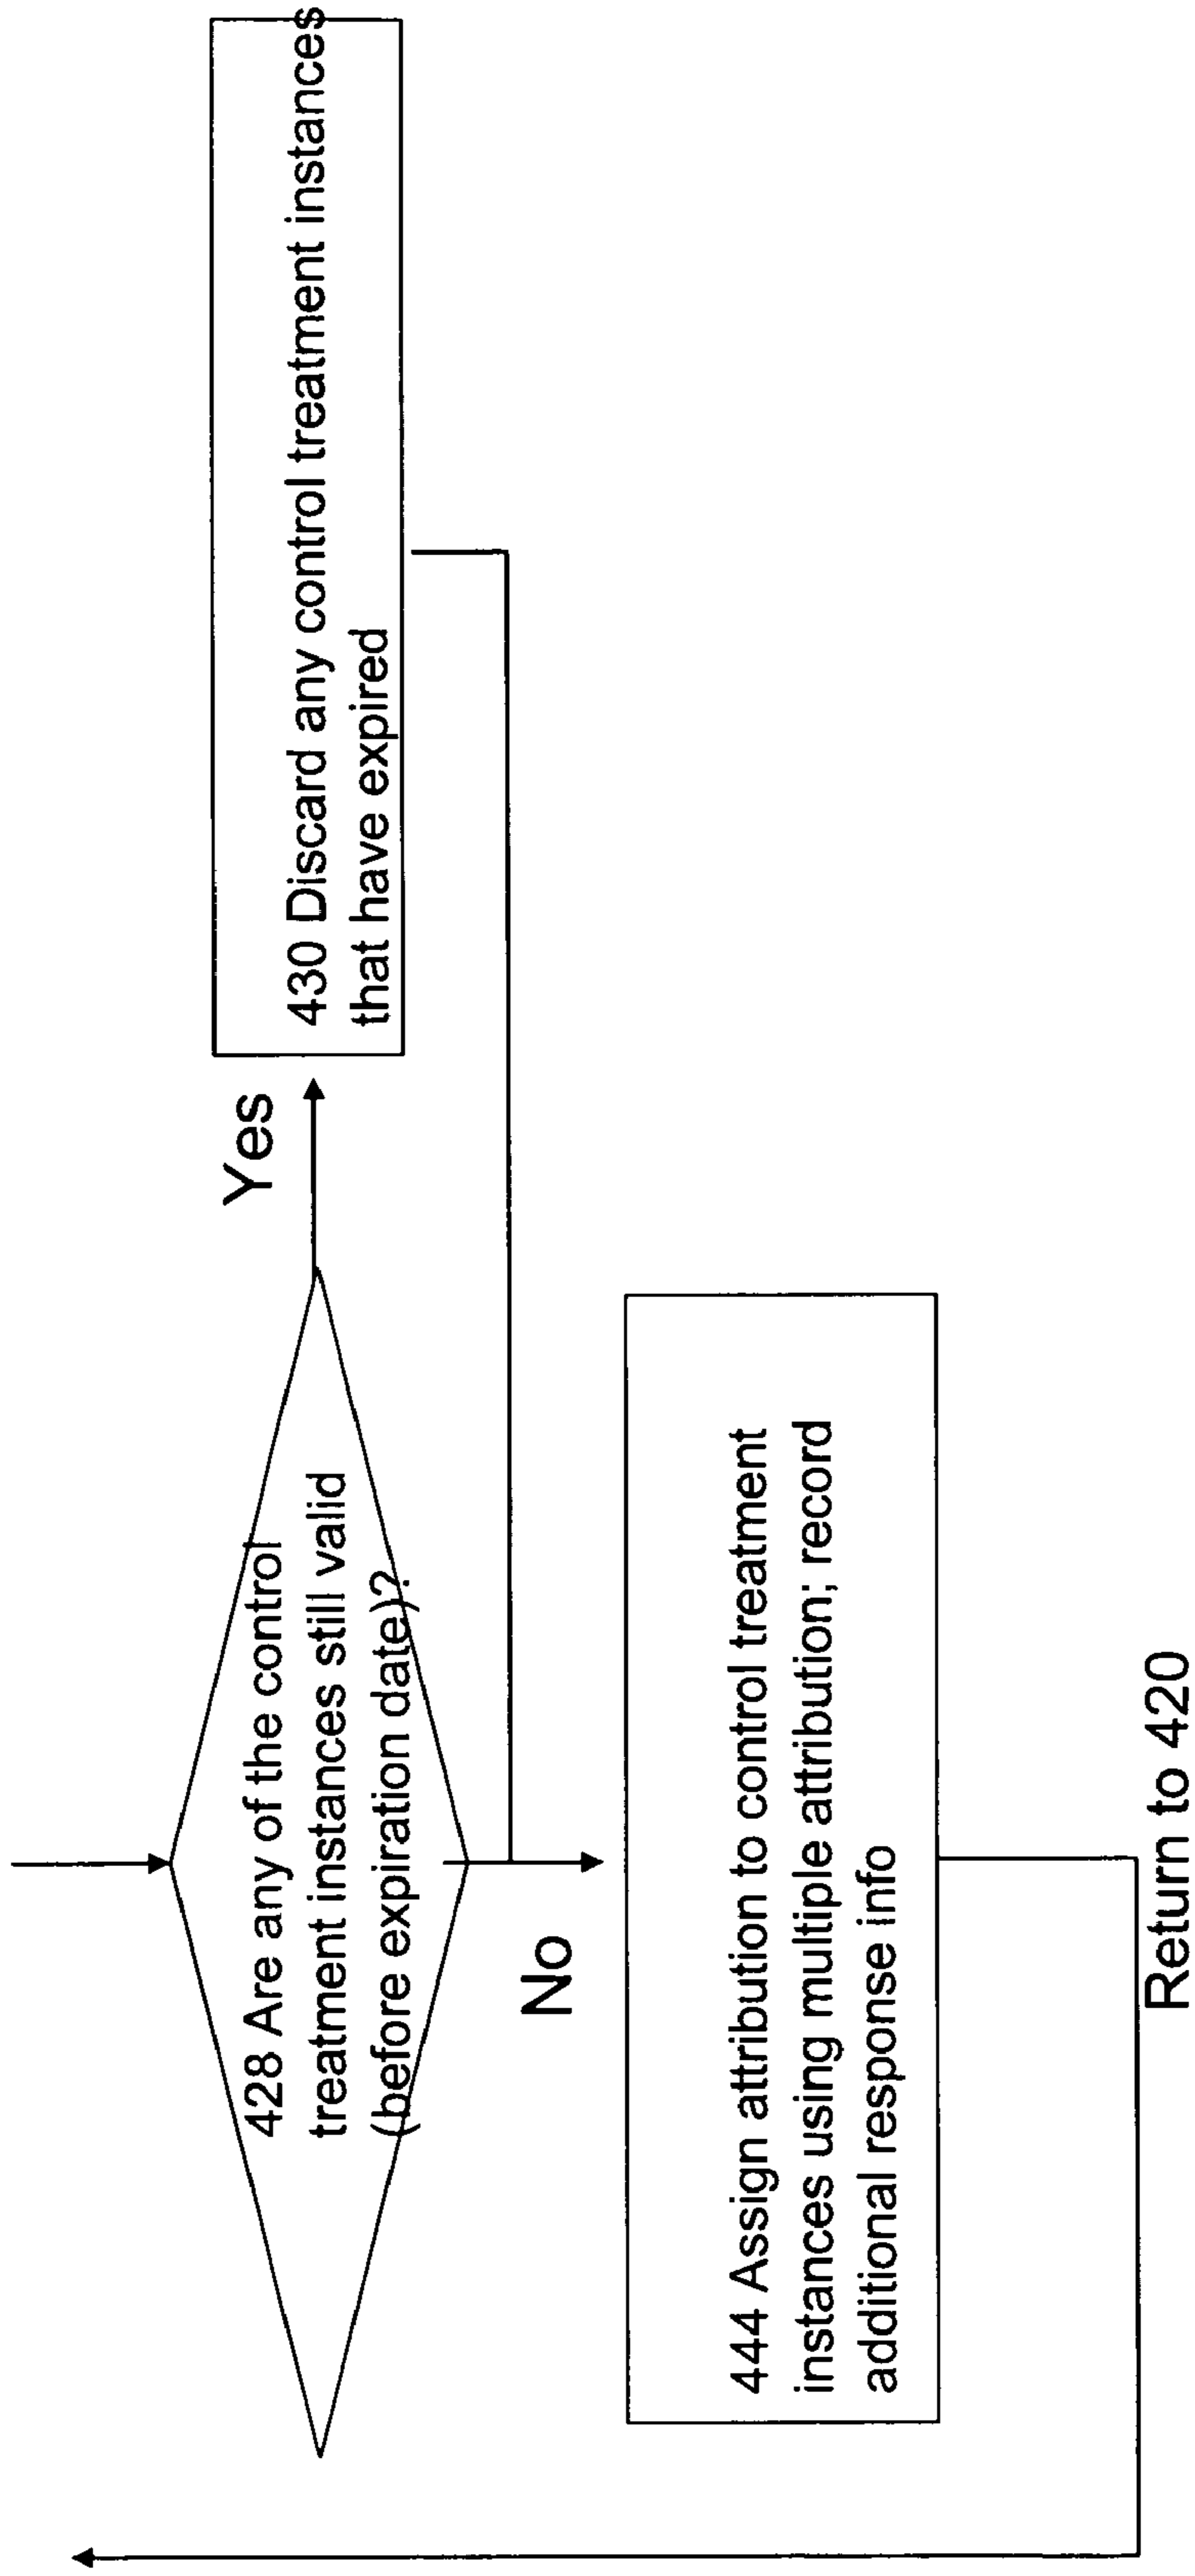 428 Are any of the control
treatment instances still valid
(before expiration date)?
Yes
430 Discard any control treatment instances
that have expired
No
444 Assign attribution to control treatment
instances using multiple attribution; record
additional response info
Return to 420